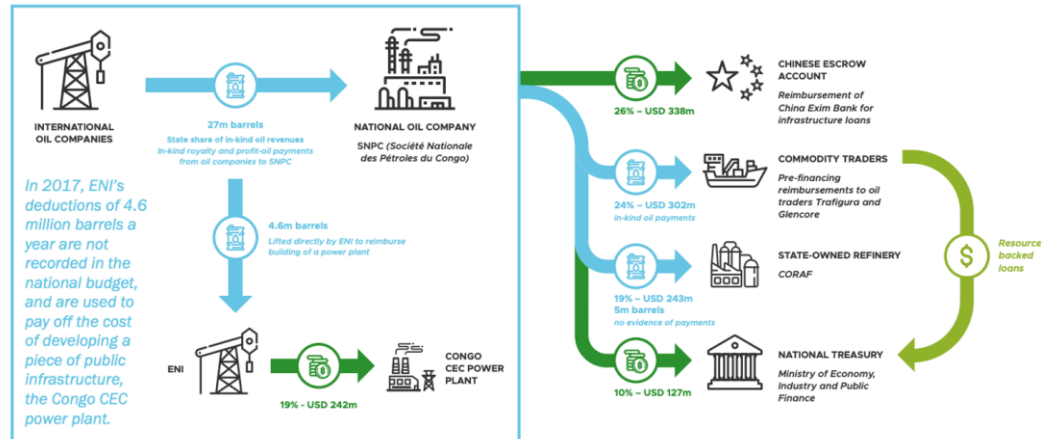 INTERNATIONAL
OIL COMPANIES
27m barrels
State share of in-kind oil revenues
in-kind royalty and profit-oil payments
from oil companies to SNPC
NATIONAL OIL COMPANY
SNPC (Société Nationale
des Pétroles du Congo)
In 2017, ENI's
deductions of 4.6
million barrels a
year are not
recorded in the
national budget,
and are used to
pay off the cost
of developing a
piece of public
infrastructure,
the Congo CEC
power plant.
4.6m barrels
Lifted directly by ENI to reimburse
building of a power plant
ENI
19% - USD 242m
CONGO
CEC POWER
PLANT
26% – USD 338m
CHINESE ESCROW
ACCOUNT
Reimbursement of
China Exim Bank for
infrastructure loans
24% – USD 302m
in-kind oil payments
COMMODITY TRADERS
Pre-financing
reimbursements to oil
traders Trafigura and
Glencore
19% – USD 243m
5m barrels
no evidence of payments
STATE-OWNED REFINERY
CORAF
10% – USD 127m
NATIONAL TREASURY
Ministry of Economy,
Industry and Public
Finance
$
Resource
backed
loans